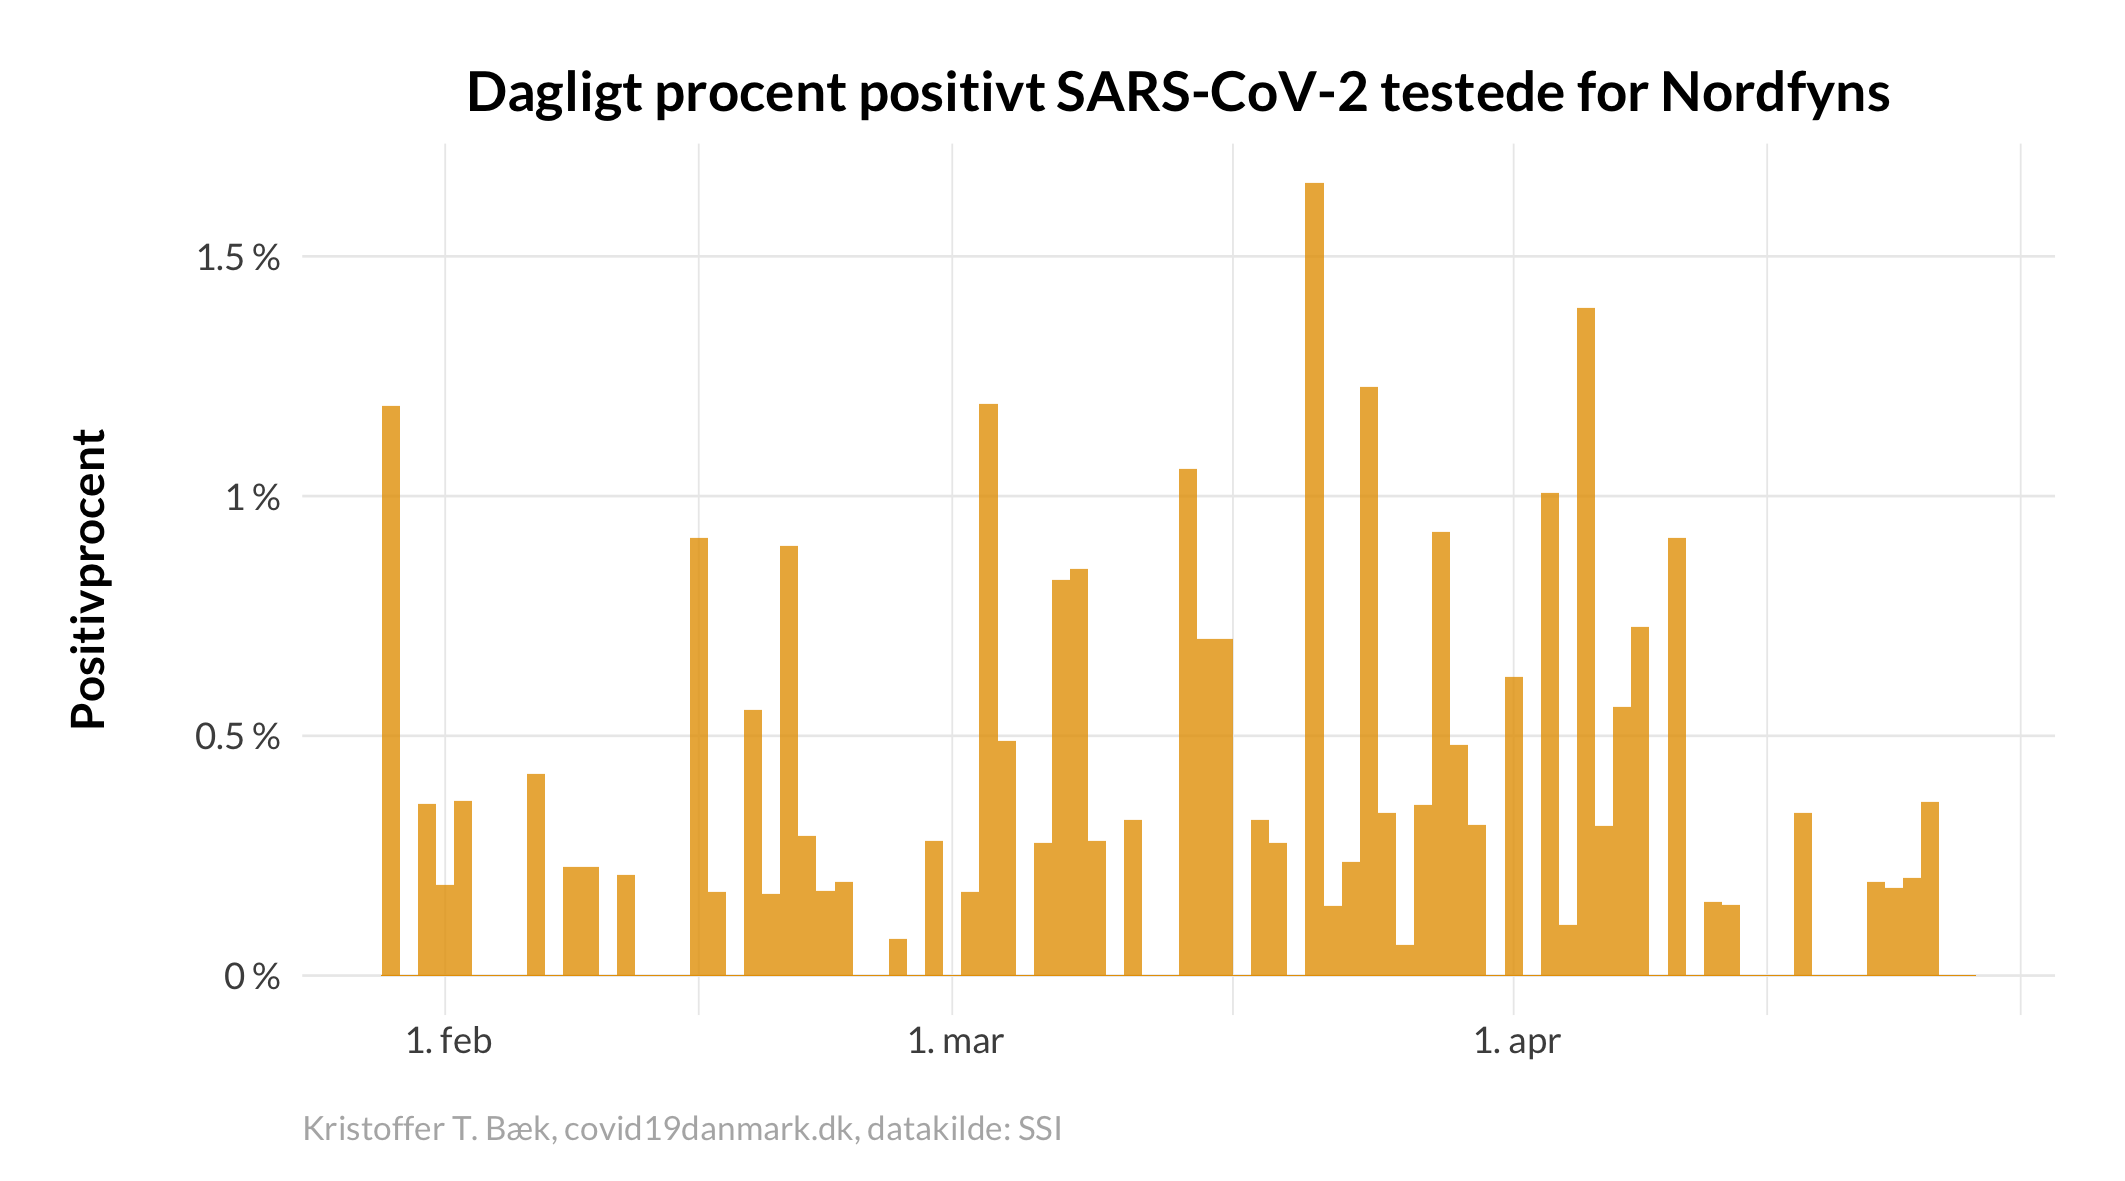 Dagligt procent positivt SARS-CoV-2 testede for Nordfyns
Positivprocent
1.5 %
1 %
0.5 %
0 %
1. feb
1. mar
1. apr
Kristoffer T. Bæk, covid19danmark.dk, datakilde: SSI